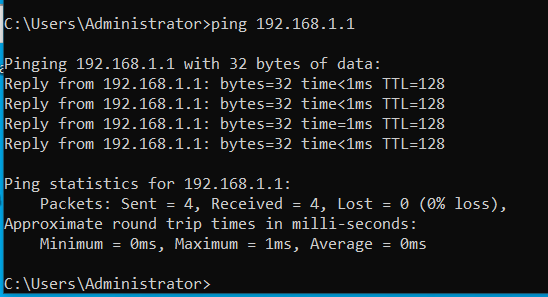 C:\Users\Administrator>ping 192.168.1.1
Pinging 192.168.1.1 with 32 bytes of data:
Reply from 192.168.1.1: bytes=32 time<1ms TTL=128
Reply from 192.168.1.1: bytes=32 time<1ms TTL=128
Reply from 192.168.1.1: bytes=32 time=1ms TTL=128
Reply from 192.168.1.1: bytes=32 time<1ms TTL=128
Ping statistics for 192.168.1.1:
    Packets: Sent = 4, Received = 4, Lost = 0 (0% loss),
Approximate round trip times in milli-seconds:
    Minimum = 0ms, Maximum = 1ms, Average = 0ms
C:\Users\Administrator>